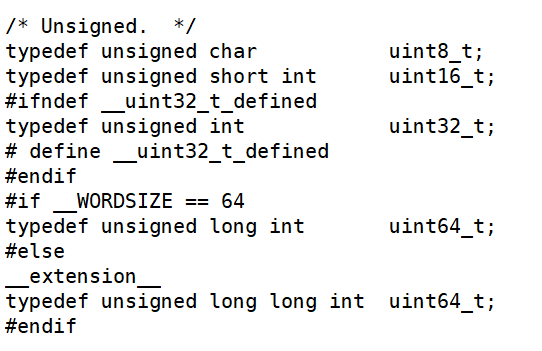 /* Unsigned.  */
typedef unsigned char           uint8_t;
typedef unsigned short int      uint16_t;
#ifndef __uint32_t_defined
typedef unsigned int            uint32_t;
# define __uint32_t_defined
#endif
#if __WORDSIZE == 64
typedef unsigned long int       uint64_t;
#else
__extension__
typedef unsigned long long int  uint64_t;
#endif